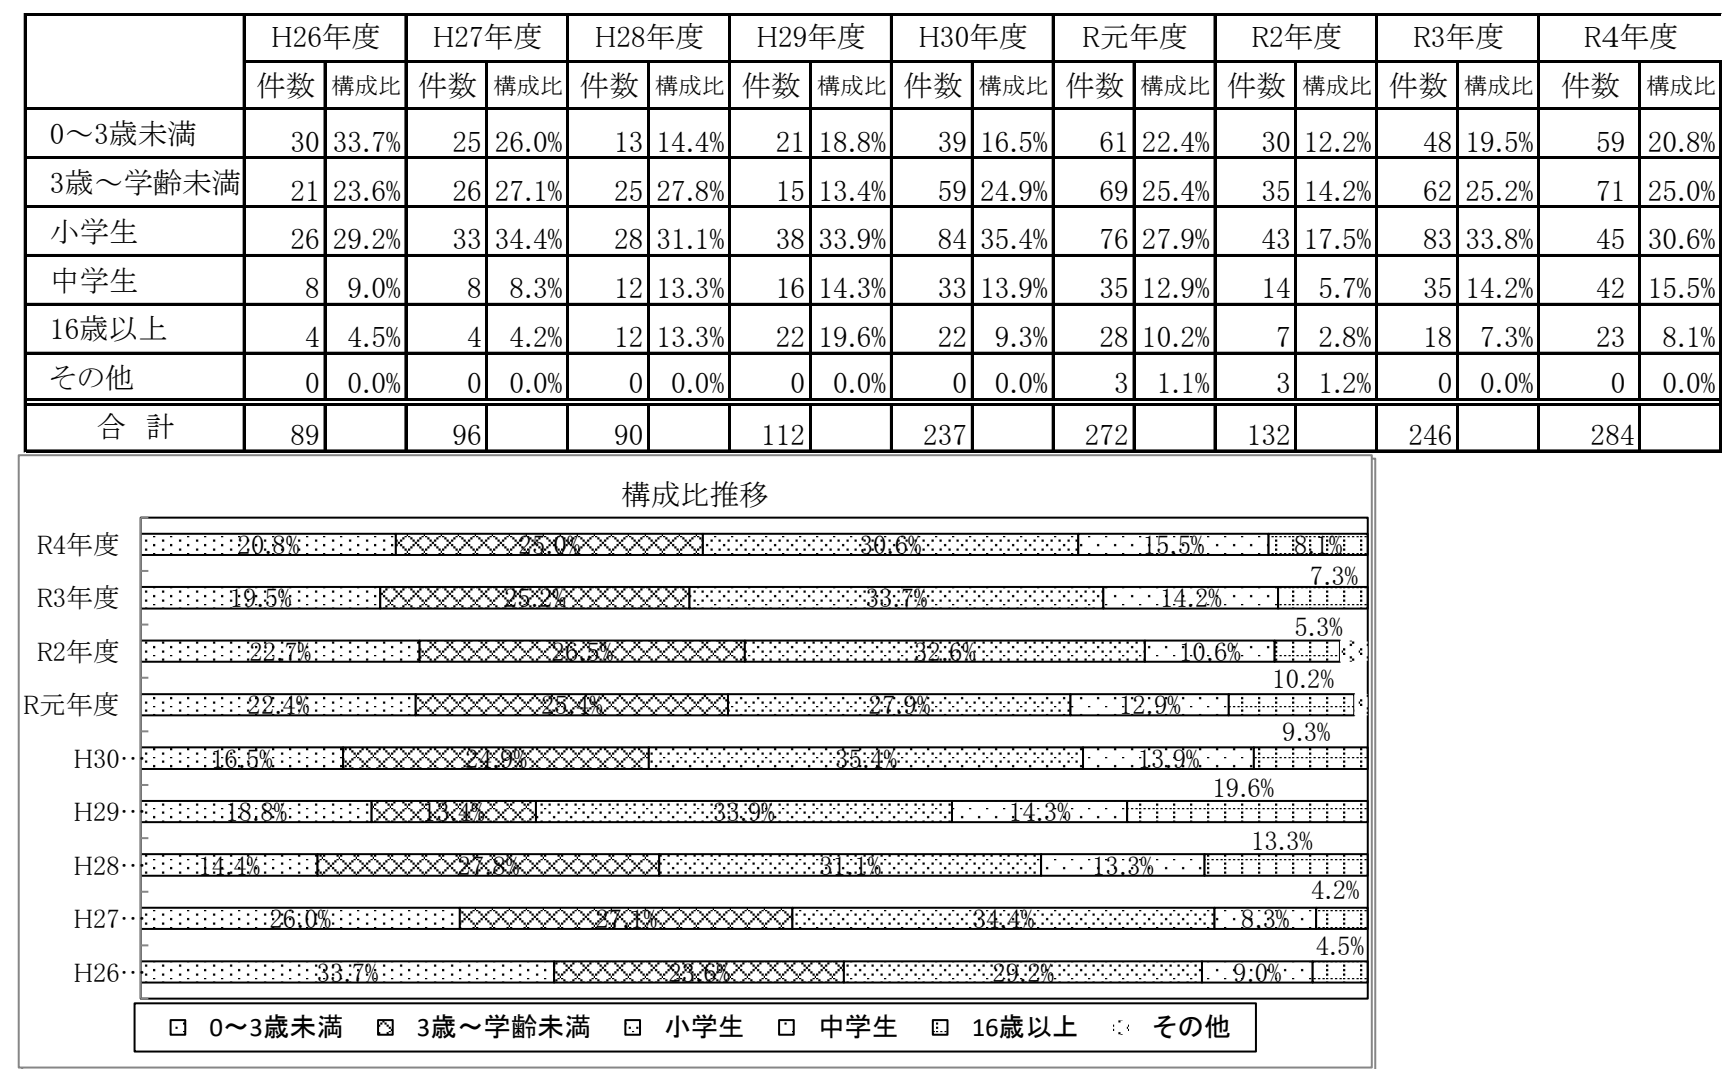 H26年度 H27年度 H28年度 H29年度 H30年度 R元年度 R2年度 R3年度 R4年度
件数 構成比 件数 構成比 件数 構成比 件数 構成比 件数 構成比 件数 構成比 件数 構成比 件数 構成比 件数 構成比
0～3歳未満 30 33.7% 25 26.0% 13 14.4% 21 18.8% 39 16.5% 61 22.4% 30 12.2% 48 19.5% 59 20.8%
3歳～学齢未満 21 23.6% 26 27.1% 25 27.8% 15 13.4% 59 24.9% 69 25.4% 35 14.2% 62 25.2% 71 25.0%
小学生 26 29.2% 33 34.4% 28 31.1% 38 33.9% 84 35.4% 76 27.9% 43 17.5% 83 33.8% 45 30.6%
中学生 8 9.0% 8 8.3% 12 13.3% 16 14.3% 33 13.9% 35 12.9% 14 5.7% 35 14.2% 42 15.5%
16歳以上 4 4.5% 4 4.2% 12 13.3% 22 19.6% 22 9.3% 28 10.2% 7 2.8% 18 7.3% 23 8.1%
その他 0 0.0% 0 0.0% 0 0.0% 0 0.0% 0 0.0% 3 1.1% 3 1.2% 0 0.0% 0 0.0%
合 計 89 96 90 112 237 272 132 246 284
構成比推移
R4年度 20.8% 25.0% 30.6% 15.5% 8.1%
7.3%
R3年度 19.5% 25.2% 33.7% 14.2%
5.3%
R2年度 22.7% 26.5% 32.6% 10.6%
10.2%
R元年度 22.4% 25.4% 27.9% 12.9%
9.3%
H30… 16.5% 24.9% 35.4% 13.9%
19.6%
H29… 18.8% 13.4% 33.9% 14.3%
13.3%
H28… 14.4% 27.8% 31.1% 13.3%
4.2%
H27… 26.0% 27.1% 34.4% 8.3%
4.5%
H26… 33.7% 23.6% 29.2% 9.0%
0～3歳未満 3歳～学齢未満 小学生 中学生 16歳以上 その他